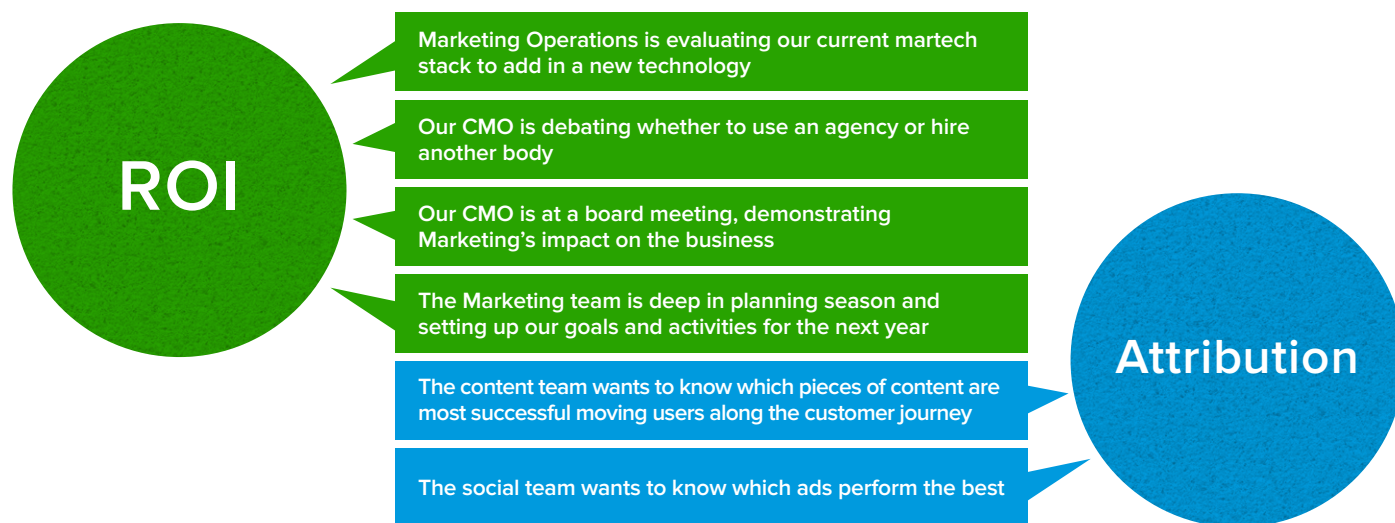 ROI
Marketing Operations is evaluating our current martech
stack to add in a new technology
Our CMO is debating whether to use an agency or hire
another body
Our CMO is at a board meeting, demonstrating
Marketing’s impact on the business
The Marketing team is deep in planning season and
setting up our goals and activities for the next year
The content team wants to know which pieces of content are
most successful moving users along the customer journey
The social team wants to know which ads perform the best
Attribution